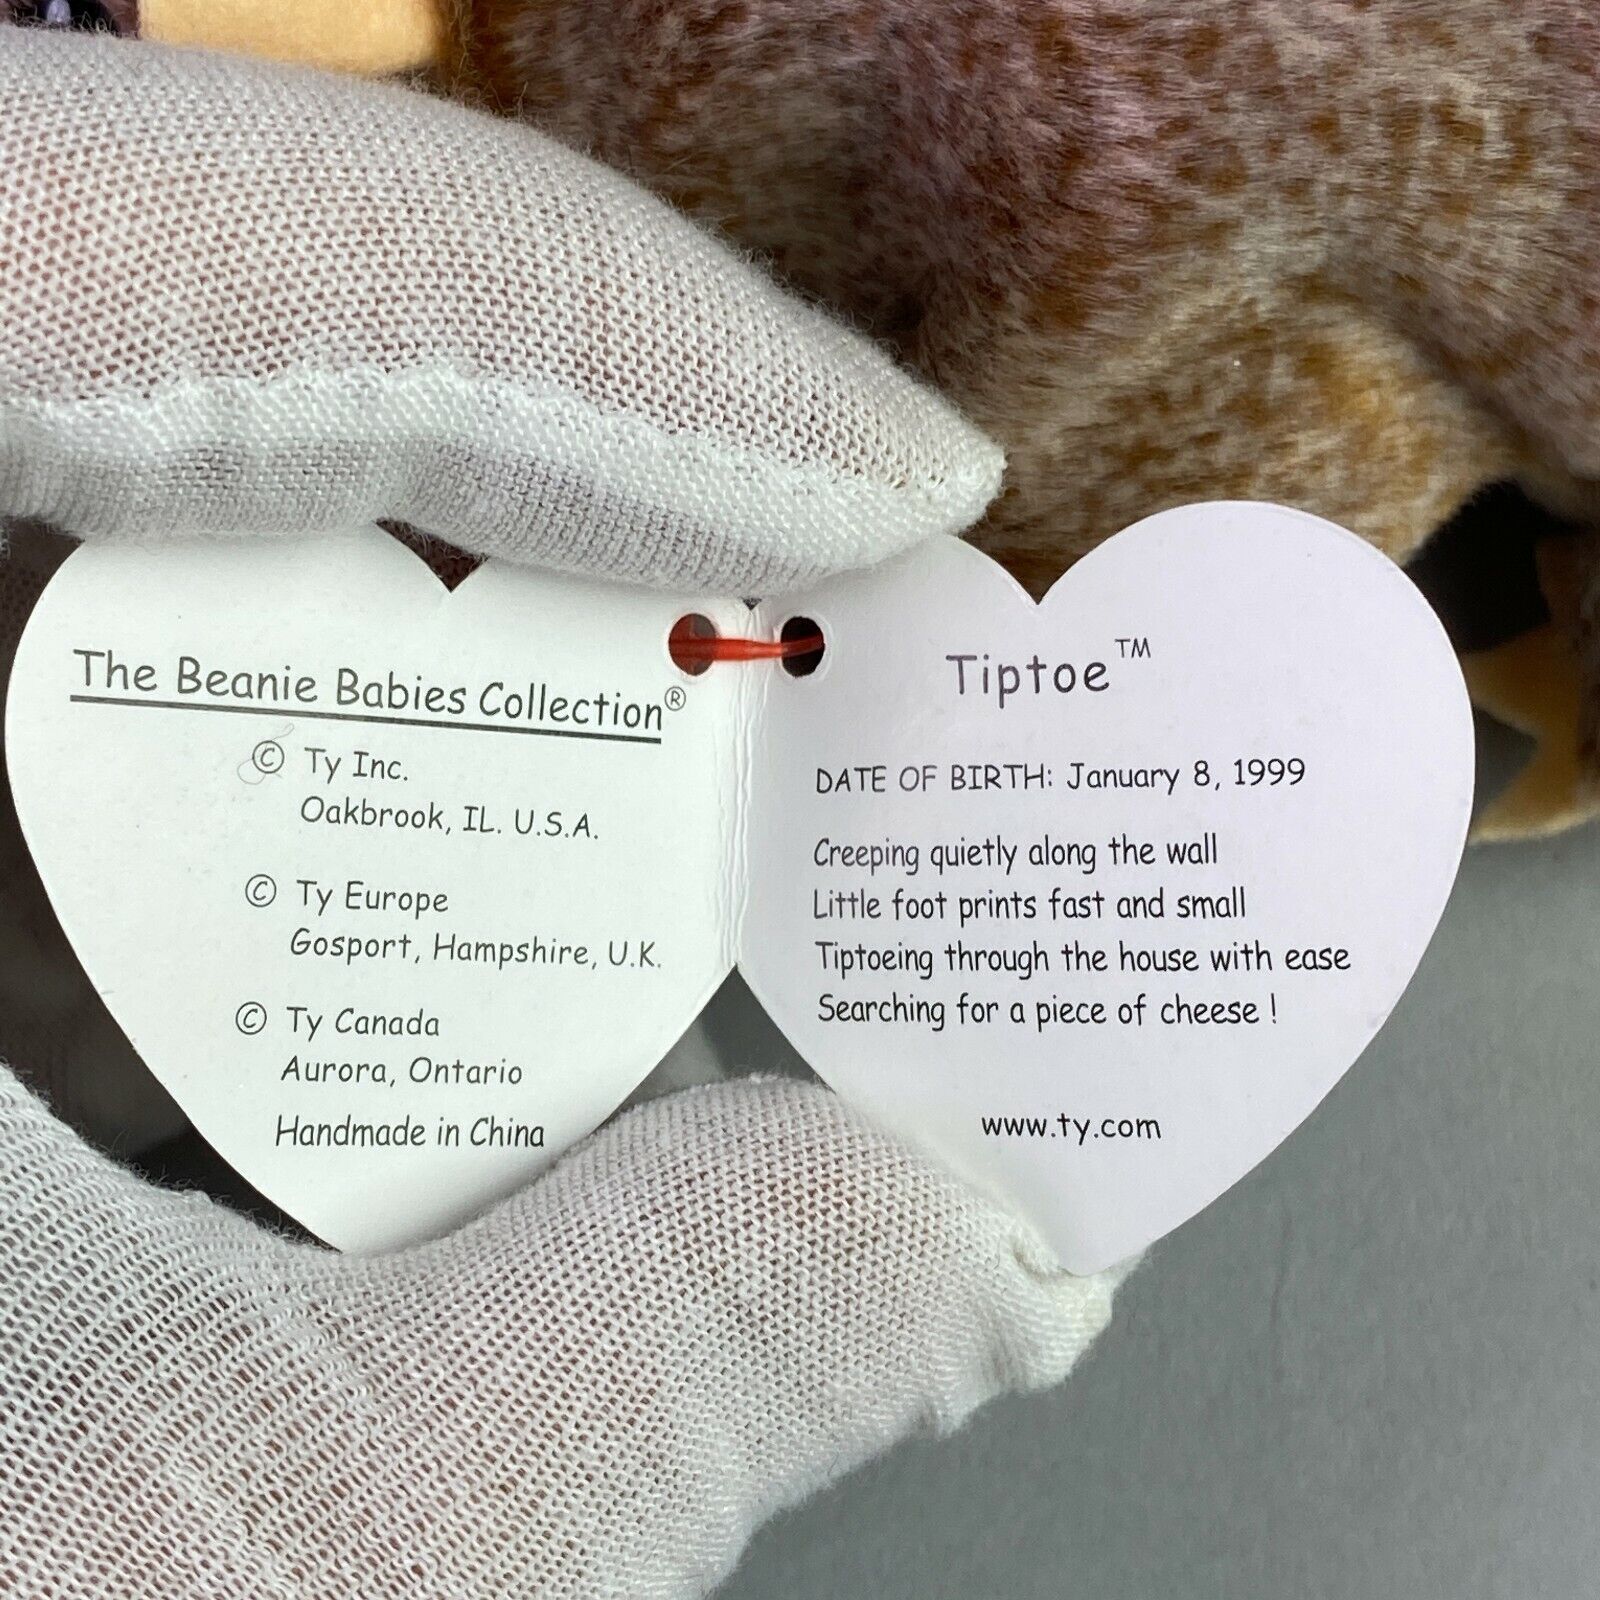 The Beanie Babies Collection®
© Ty Inc.
Oakbrook, IL. U.S.A.
© Ty Europe
Gosport, Hampshire, U.K.
© Ty Canada
Aurora, Ontario
Handmade in China
Tiptoe™
DATE OF BIRTH: January 8, 1999
Creeping quietly along the wall
Little foot prints fast and small
Tiptoeing through the house with ease
Searching for a piece of cheese !
www.ty.com